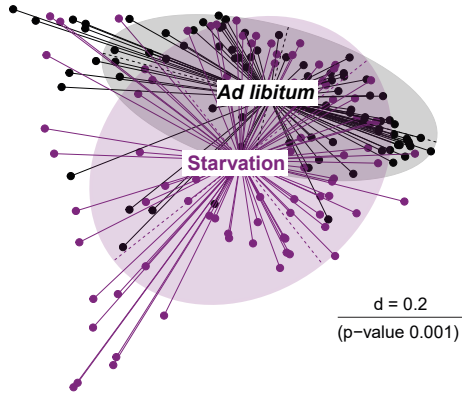 Ad libitum
Starvation
d = 0.2
(p−value 0.001)